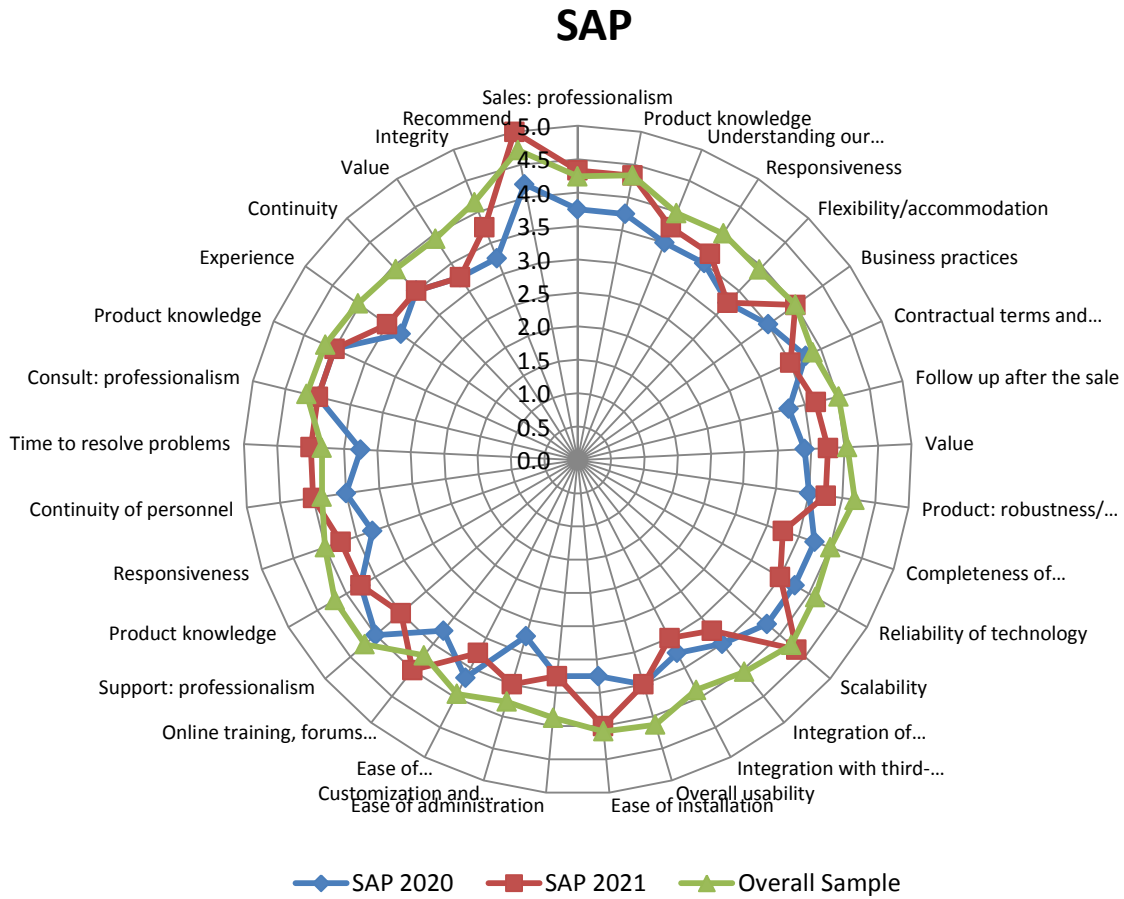 SAP
Sales: professionalism
Product knowledge
Understanding our...
Responsiveness
Flexibility/accommodation
Business practices
Contractual terms and...
Follow up after the sale
Value
Product: robustness/...
Completeness of...
Reliability of technology
Scalability
Integration of...
Integration with third-...
Overall usability
Ease of installation
Ease of administration
Customization and...
Ease of...
Online training, forums...
Support: professionalism
Product knowledge
Responsiveness
Continuity of personnel
Time to resolve problems
Consult: professionalism
Product knowledge
Experience
Continuity
Value
Integrity
Recommend
5.0
4.5
4.0
3.5
3.0
2.5
2.0
1.5
1.0
0.5
0.0
SAP 2020
SAP 2021
Overall Sample